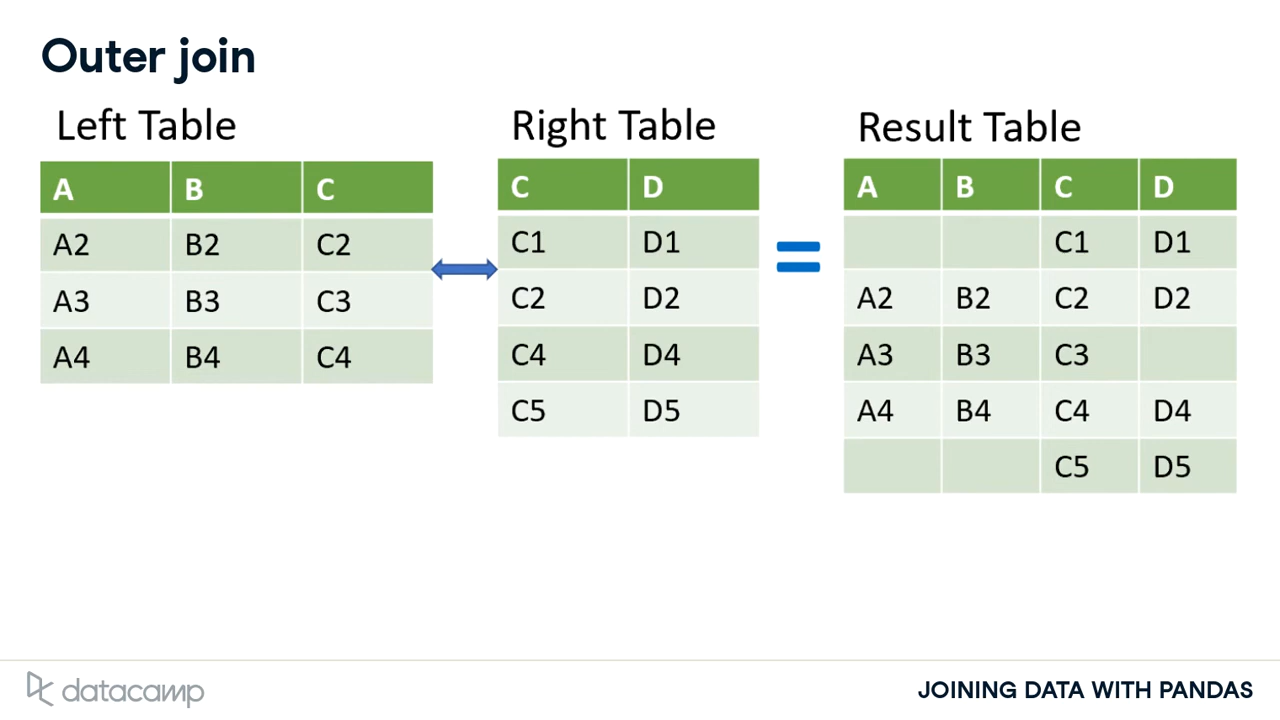 Outer join
Left Table
A B C
A2 B2 C2
A3 B3 C3
A4 B4 C4
Right Table
C D
C1 D1
C2 D2
C4 D4
C5 D5
=
Result Table
A B C D
C1 D1
A2 B2 C2 D2
A3 B3 C3
A4 B4 C4 D4
C5 D5
datacamp
JOINING DATA WITH PANDAS